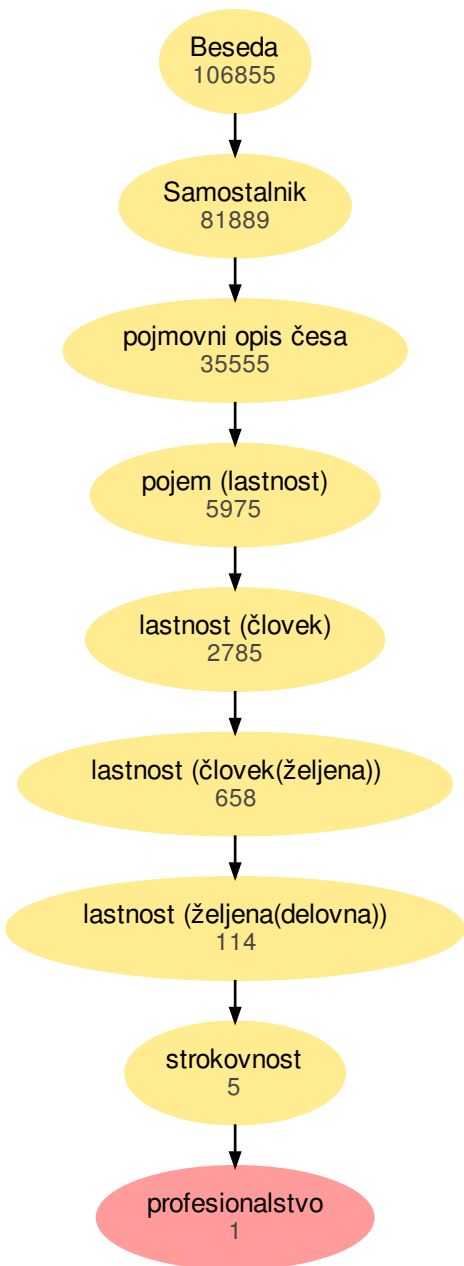 Beseda
106855
Samostalnik
81889
pojmovni opis česa
35555
pojem (lastnost)
5975
lastnost (človek)
2785
lastnost (človek(željena))
658
lastnost (željena(delovna))
114
strokovnost
5
profesionalstvo
1